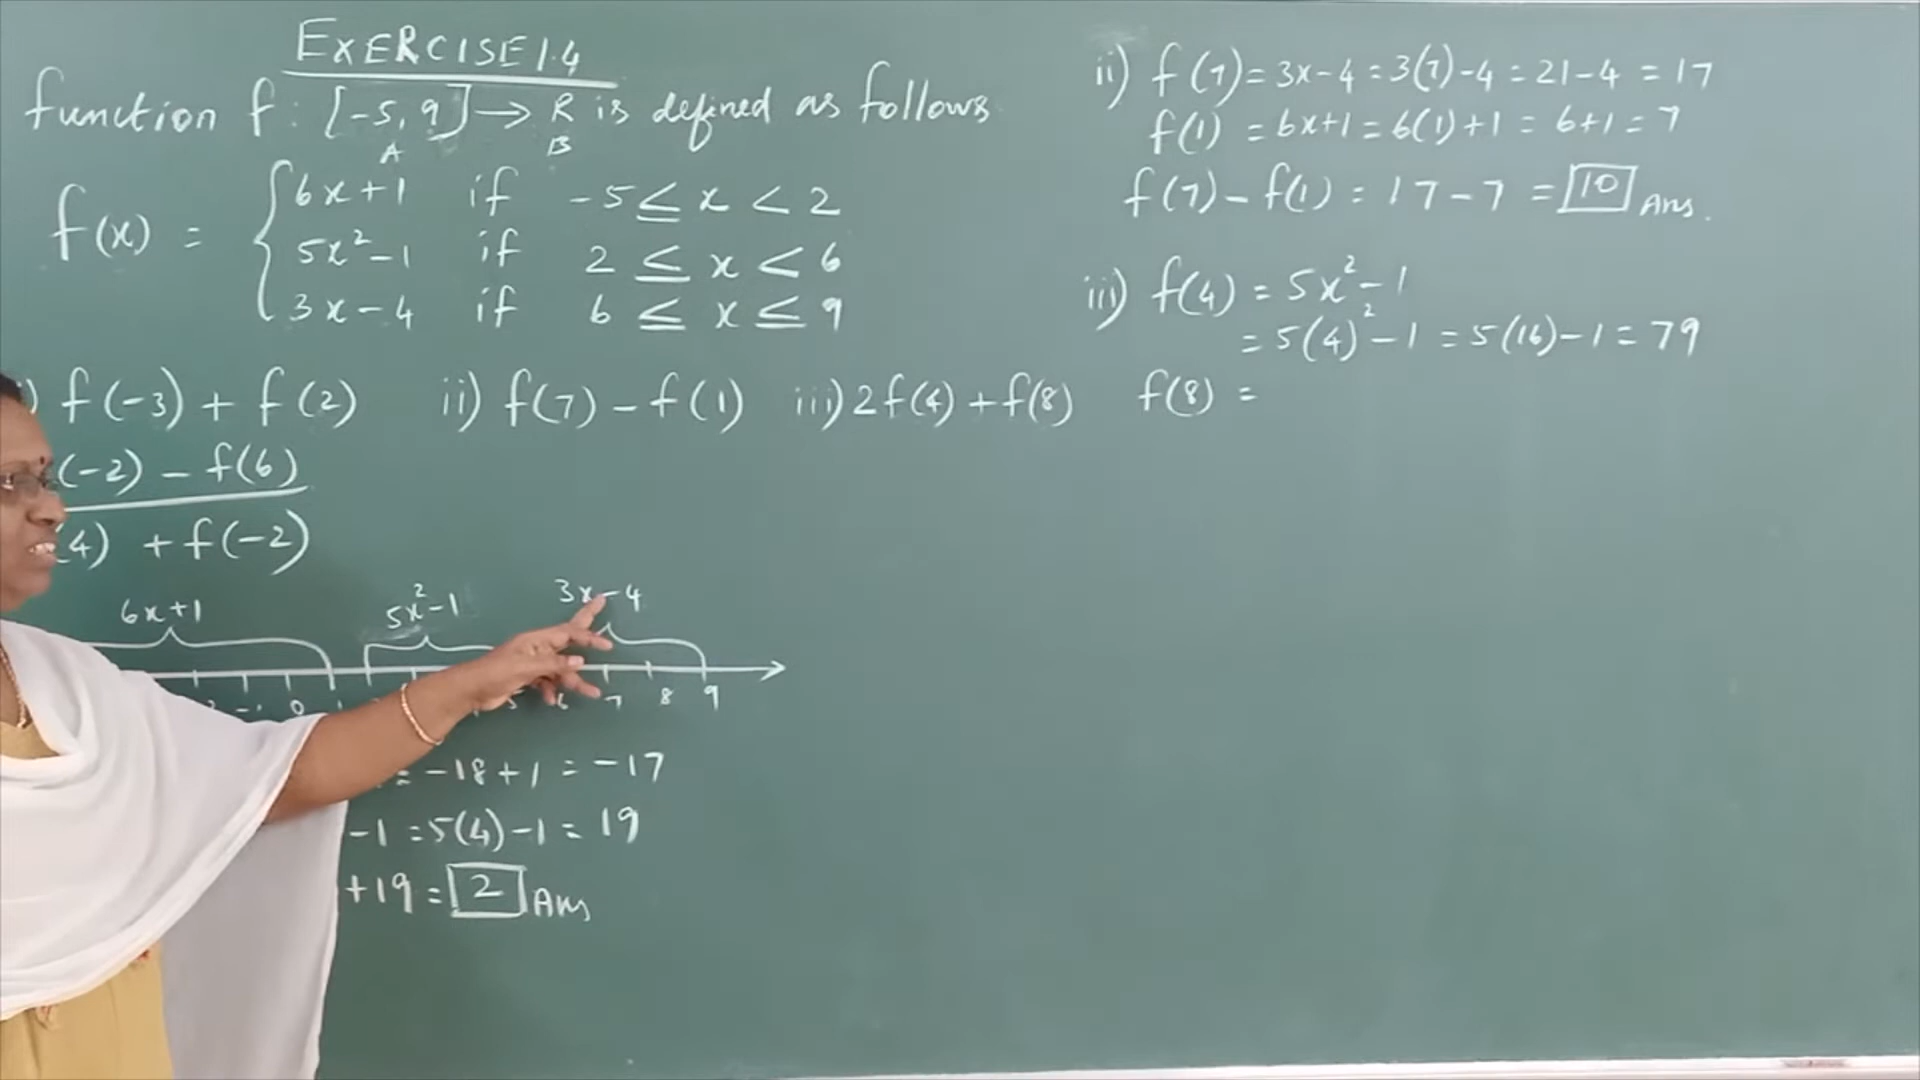 EXERCISE 1.4
function f : [-5, 9] → R is defined as follows
A B
f(x) = { 6x+1 if -5 ≤ x < 2
5x²-1 if 2 ≤ x < 6
3x-4 if 6 ≤ x ≤ 9
) f(-3) + f(2) ii) f(7) - f(1) iii) 2f(4) + f(8)
(-2) - f(6)
4) + f(-2)
6x+1 5x²-1 3x-4
-1 0 6 7 8 9
= -18+1 = -17
-1 = 5(4)-1 = 19
+19 = 2 Ans
ii) f(7) = 3x-4 = 3(7)-4 = 21-4 = 17
f(1) = 6x+1 = 6(1)+1 = 6+1 = 7
f(7) - f(1) = 17-7 = 10 Ans.
iii) f(4) = 5x²-1
= 5(4)²-1 = 5(16)-1 = 79
f(8) =